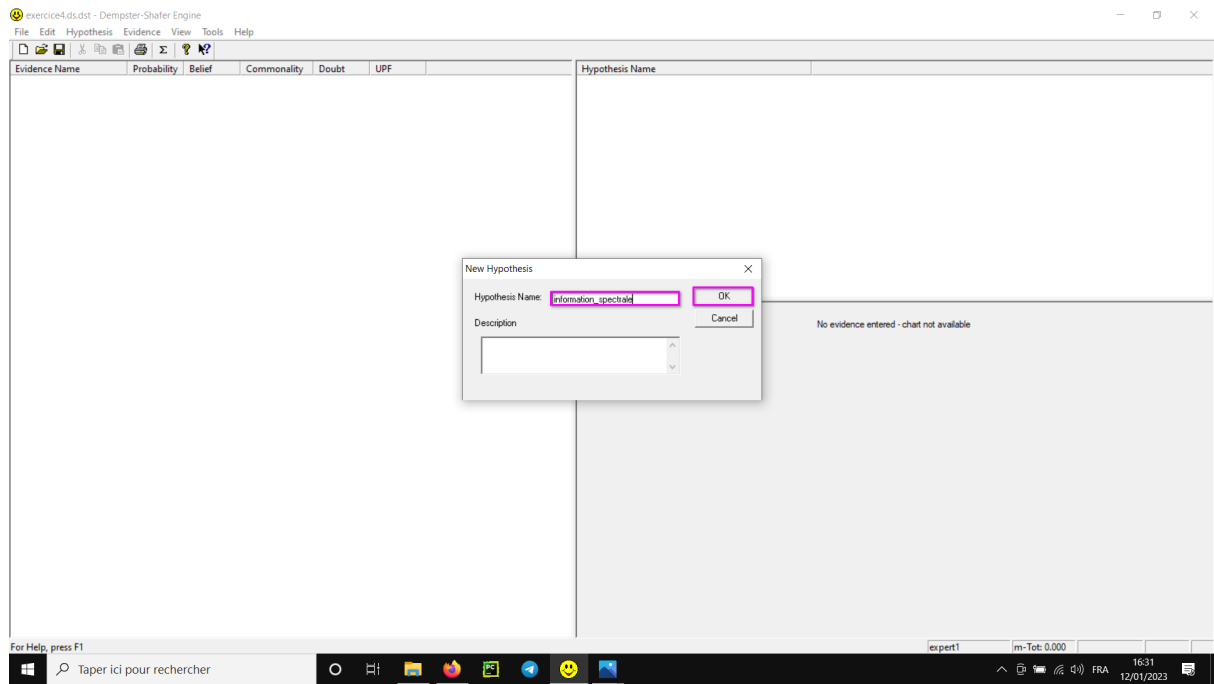 exercice4.ds.dst - Dempster-Shafer Engine
File Edit Hypothesis Evidence View Tools Help
Evidence Name Probability Belief Commonality Doubt UPF Hypothesis Name
New Hypothesis
Hypothesis Name: information_spectrale OK
Description Cancel
No evidence entered - chart not available
For Help, press F1 expert1 m-Tot: 0.000
Taper ici pour rechercher FRA 16:31
12/01/2023